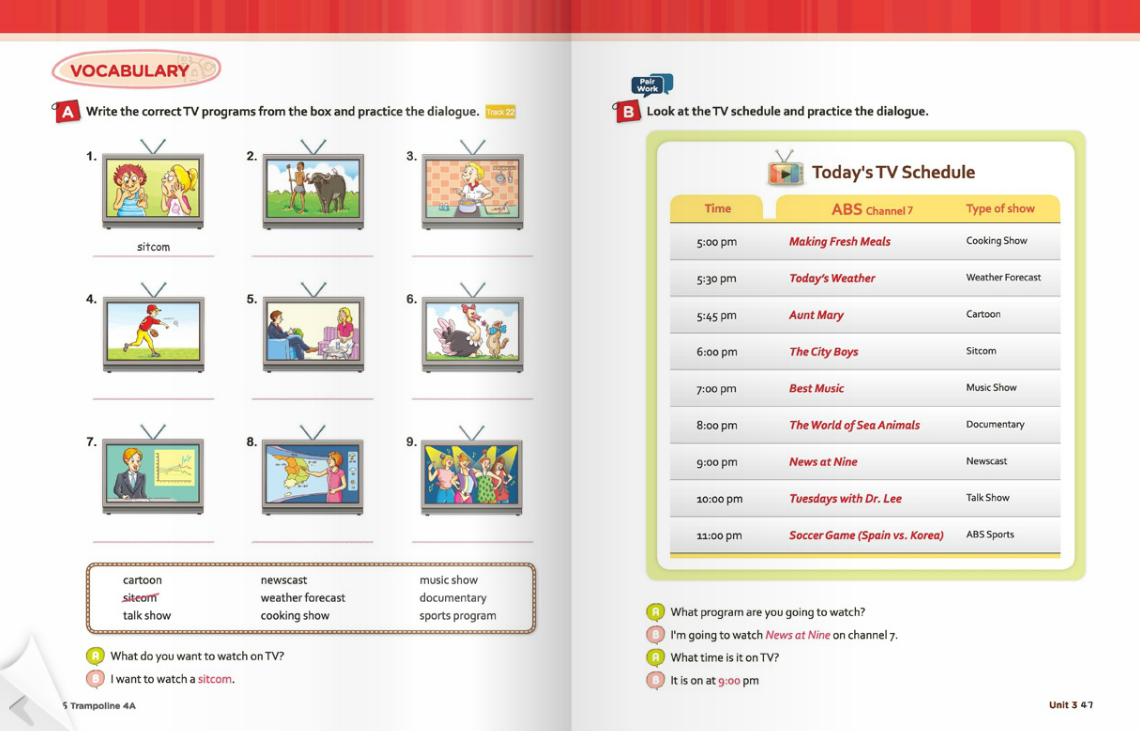 VOCABULARY
A Write the correct TV programs from the box and practice the dialogue. Track 22
1.
2.
3.
sitcom
4.
5.
6.
7.
8.
9.
cartoon newscast music show
sitcom weather forecast documentary
talk show cooking show sports program
A What do you want to watch on TV?
B I want to watch a sitcom.
6 Trampoline 4A
Pair
Work
B Look at the TV schedule and practice the dialogue.
Today's TV Schedule
Time ABS Channel 7 Type of show
5:00 pm Making Fresh Meals Cooking Show
5:30 pm Today's Weather Weather Forecast
5:45 pm Aunt Mary Cartoon
6:00 pm The City Boys Sitcom
7:00 pm Best Music Music Show
8:00 pm The World of Sea Animals Documentary
9:00 pm News at Nine Newscast
10:00 pm Tuesdays with Dr. Lee Talk Show
11:00 pm Soccer Game (Spain vs. Korea) ABS Sports
A What program are you going to watch?
B I'm going to watch News at Nine on channel 7.
A What time is it on TV?
B It is on at 9:00 pm
Unit 3 47